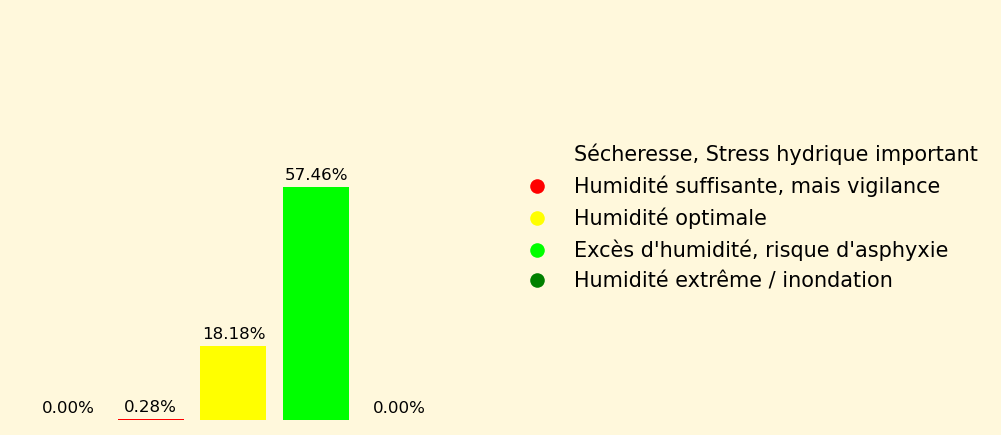 57.46%
18.18%
0.00%
0.28%
0.00%
Sécheresse, Stress hydrique important
Humidité suffisante, mais vigilance
Humidité optimale
Excès d'humidité, risque d'asphyxie
Humidité extrême / inondation